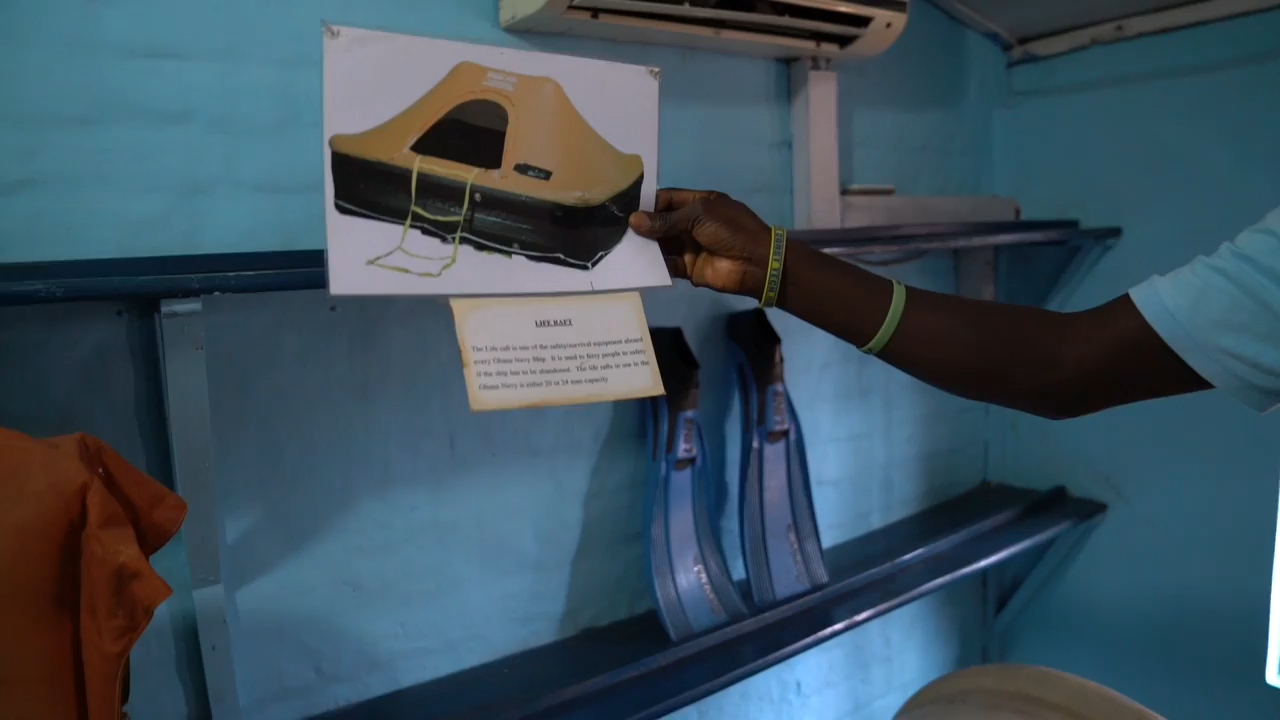 LIFE RAFT
The Life raft is one of the safety/survival equipment aboard
every Ghana Navy Ship. It is used to ferry people to safety
if the ship has to be abandoned. The life rafts in use in the
Ghana Navy is either 20 or 24 man capacity